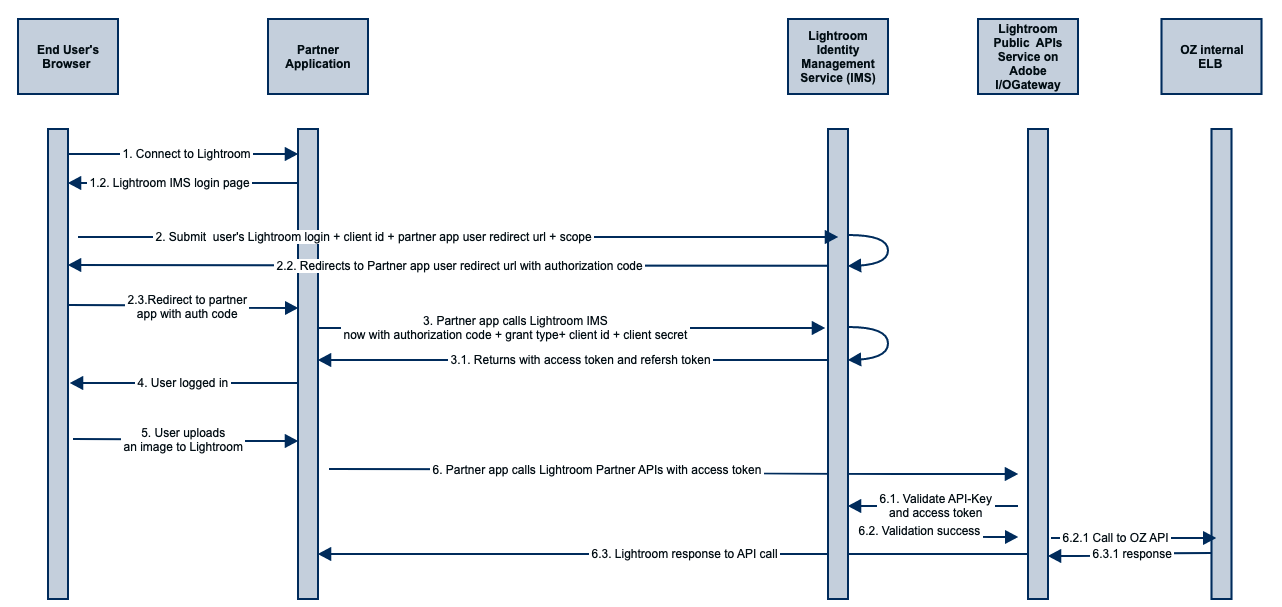 End User's
Browser
Partner
Application
Lightroom
Identity
Management
Service (IMS)
Lightroom
Public APIs
Service on
Adobe
I/OGateway
OZ internal
ELB
1. Connect to Lightroom
1.2. Lightroom IMS login page
2. Submit user's Lightroom login + client id + partner app user redirect url + scope
2.2. Redirects to Partner app user redirect url with authorization code
2.3.Redirect to partner
app with auth code
3. Partner app calls Lightroom IMS
now with authorization code + grant type+ client id + client secret
3.1. Returns with access token and refersh token
4. User logged in
5. User uploads
an image to Lightroom
6. Partner app calls Lightroom Partner APIs with access token
6.1. Validate API-Key
and access token
6.2. Validation success
6.2.1 Call to OZ API
6.3. Lightroom response to API call
6.3.1 response